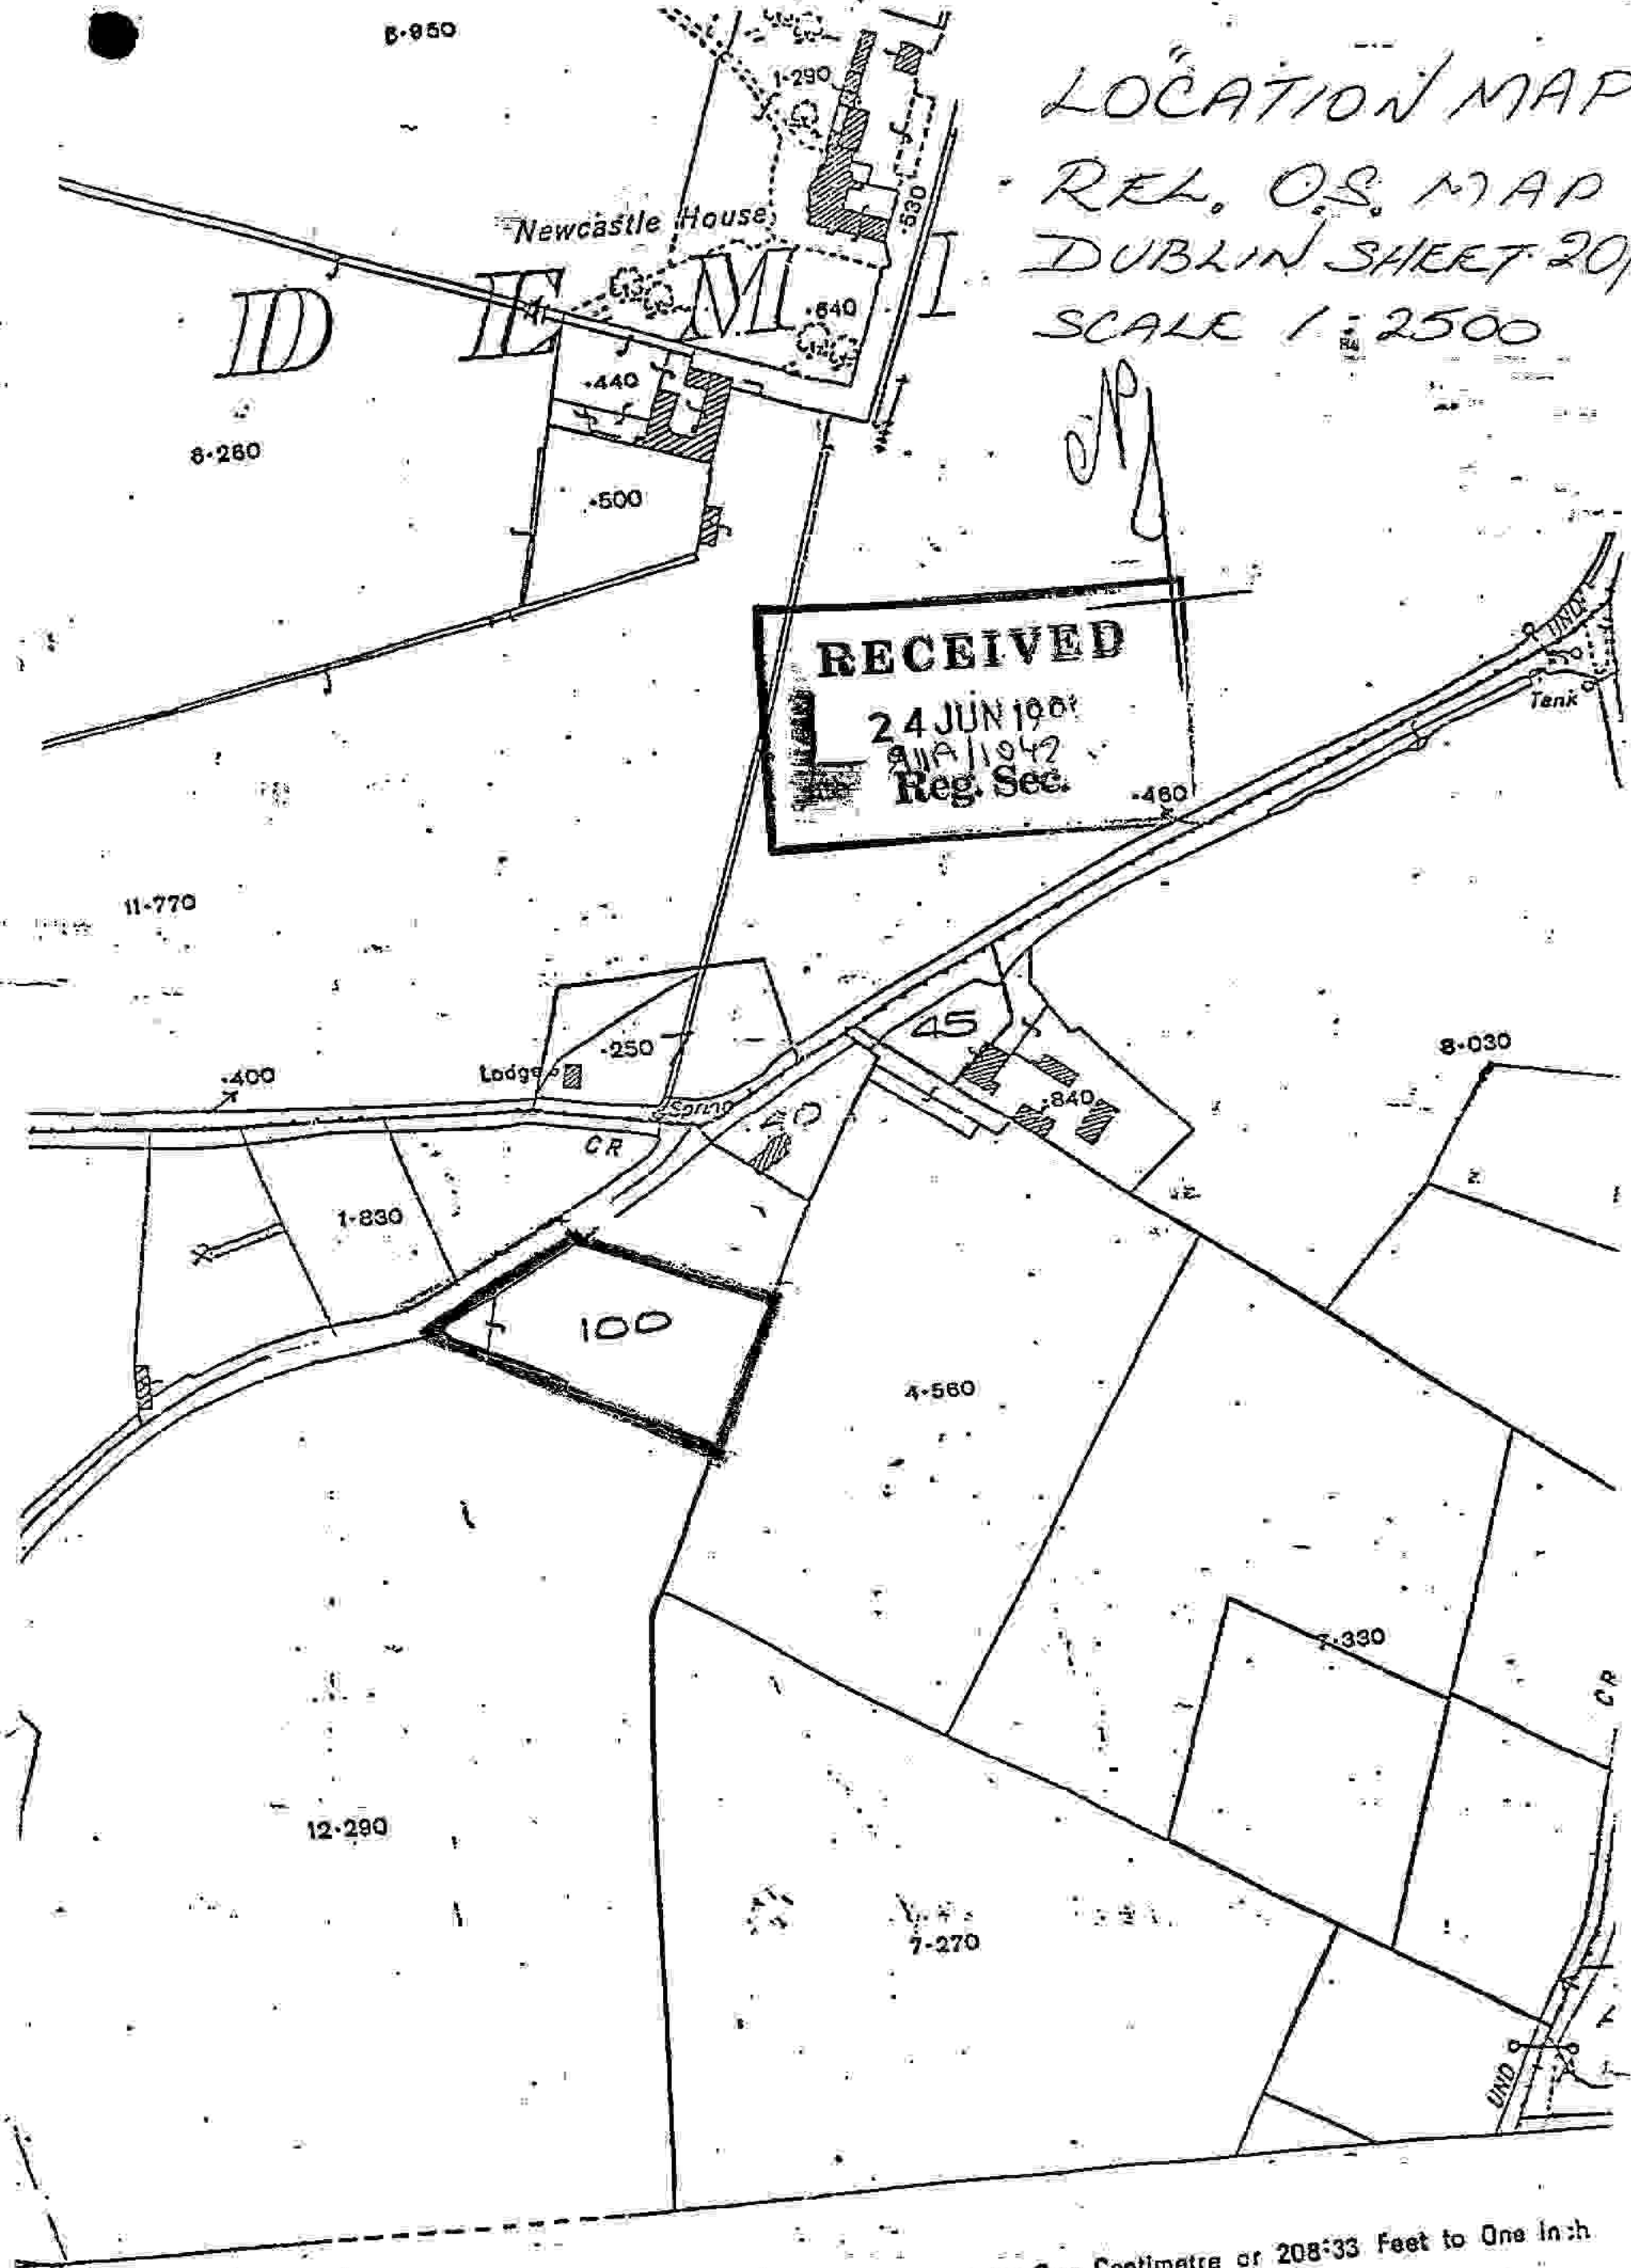 6·950
1·290
LOCATION MAP
REL. O.S. MAP
DUBLIN SHEET 20/
SCALE 1:2500
·530
Newcastle House
D E M
·640
·440
N
8·260
·500
UND
Tank
RECEIVED
24 JUN
Reg. Sec.
·460
11·770
45
·250
8·030
Lodge
·400
·840
Spring
CR
1·830
100
4·560
7·330
CR
12·290
7·270
UND
Centimetre or 208·33 Feet to One Inch